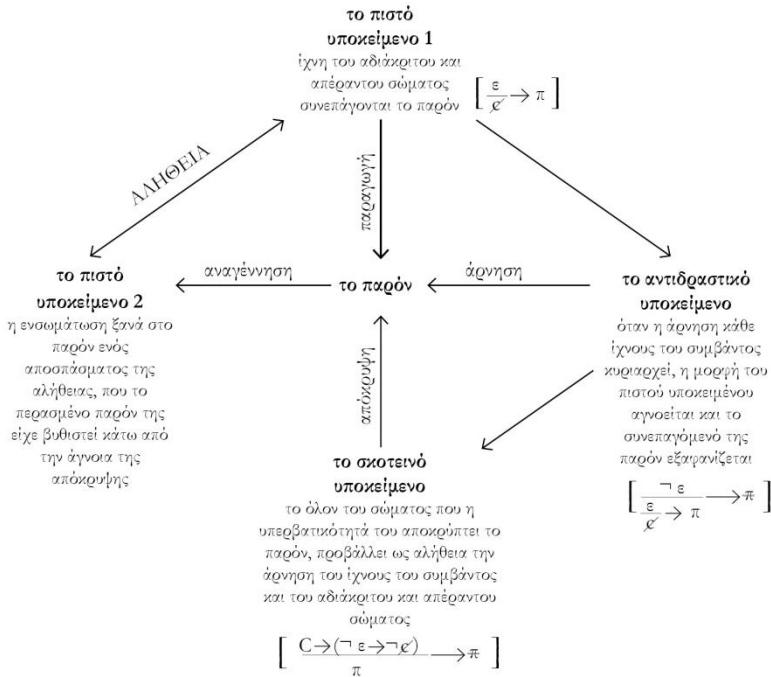 το πιστό
υποκείμενο 1
ίχνη του αδιάκριτου και
απέραντου σώματος
συνεπάγονται το παρόν
[ ε/¢ → π ]
ΑΛΗΘΕΙΑ
παραγωγή
το πιστό
υποκείμενο 2
η ενσωμάτωση ξανά στο
παρόν ενός
αποσπάσματος της
αλήθειας, που το
περασμένο παρόν της
είχε βυθιστεί κάτω από
την άγνοια της
απόκρυψης
αναγέννηση
το παρόν
άρνηση
το αντιδραστικό
υποκείμενο
όταν η άρνηση κάθε
ίχνους του συμβάντος
κυριαρχεί, η μορφή του
πιστού υποκειμένου
αγνοείται και το
συνεπαγόμενό της
παρόν εξαφανίζεται
[ ¬ ε / (ε/¢ → π) → π̶ ]
απόκρυψη
το σκοτεινό
υποκείμενο
το όλον του σώματος που η
υπερβατικότητά του αποκρύπτει το
παρόν, προβάλλει ως αλήθεια την
άρνηση του ίχνους του συμβάντος
και του αδιάκριτου και απέραντου
σώματος
[ C→(¬ ε→¬¢) / π → π̶ ]